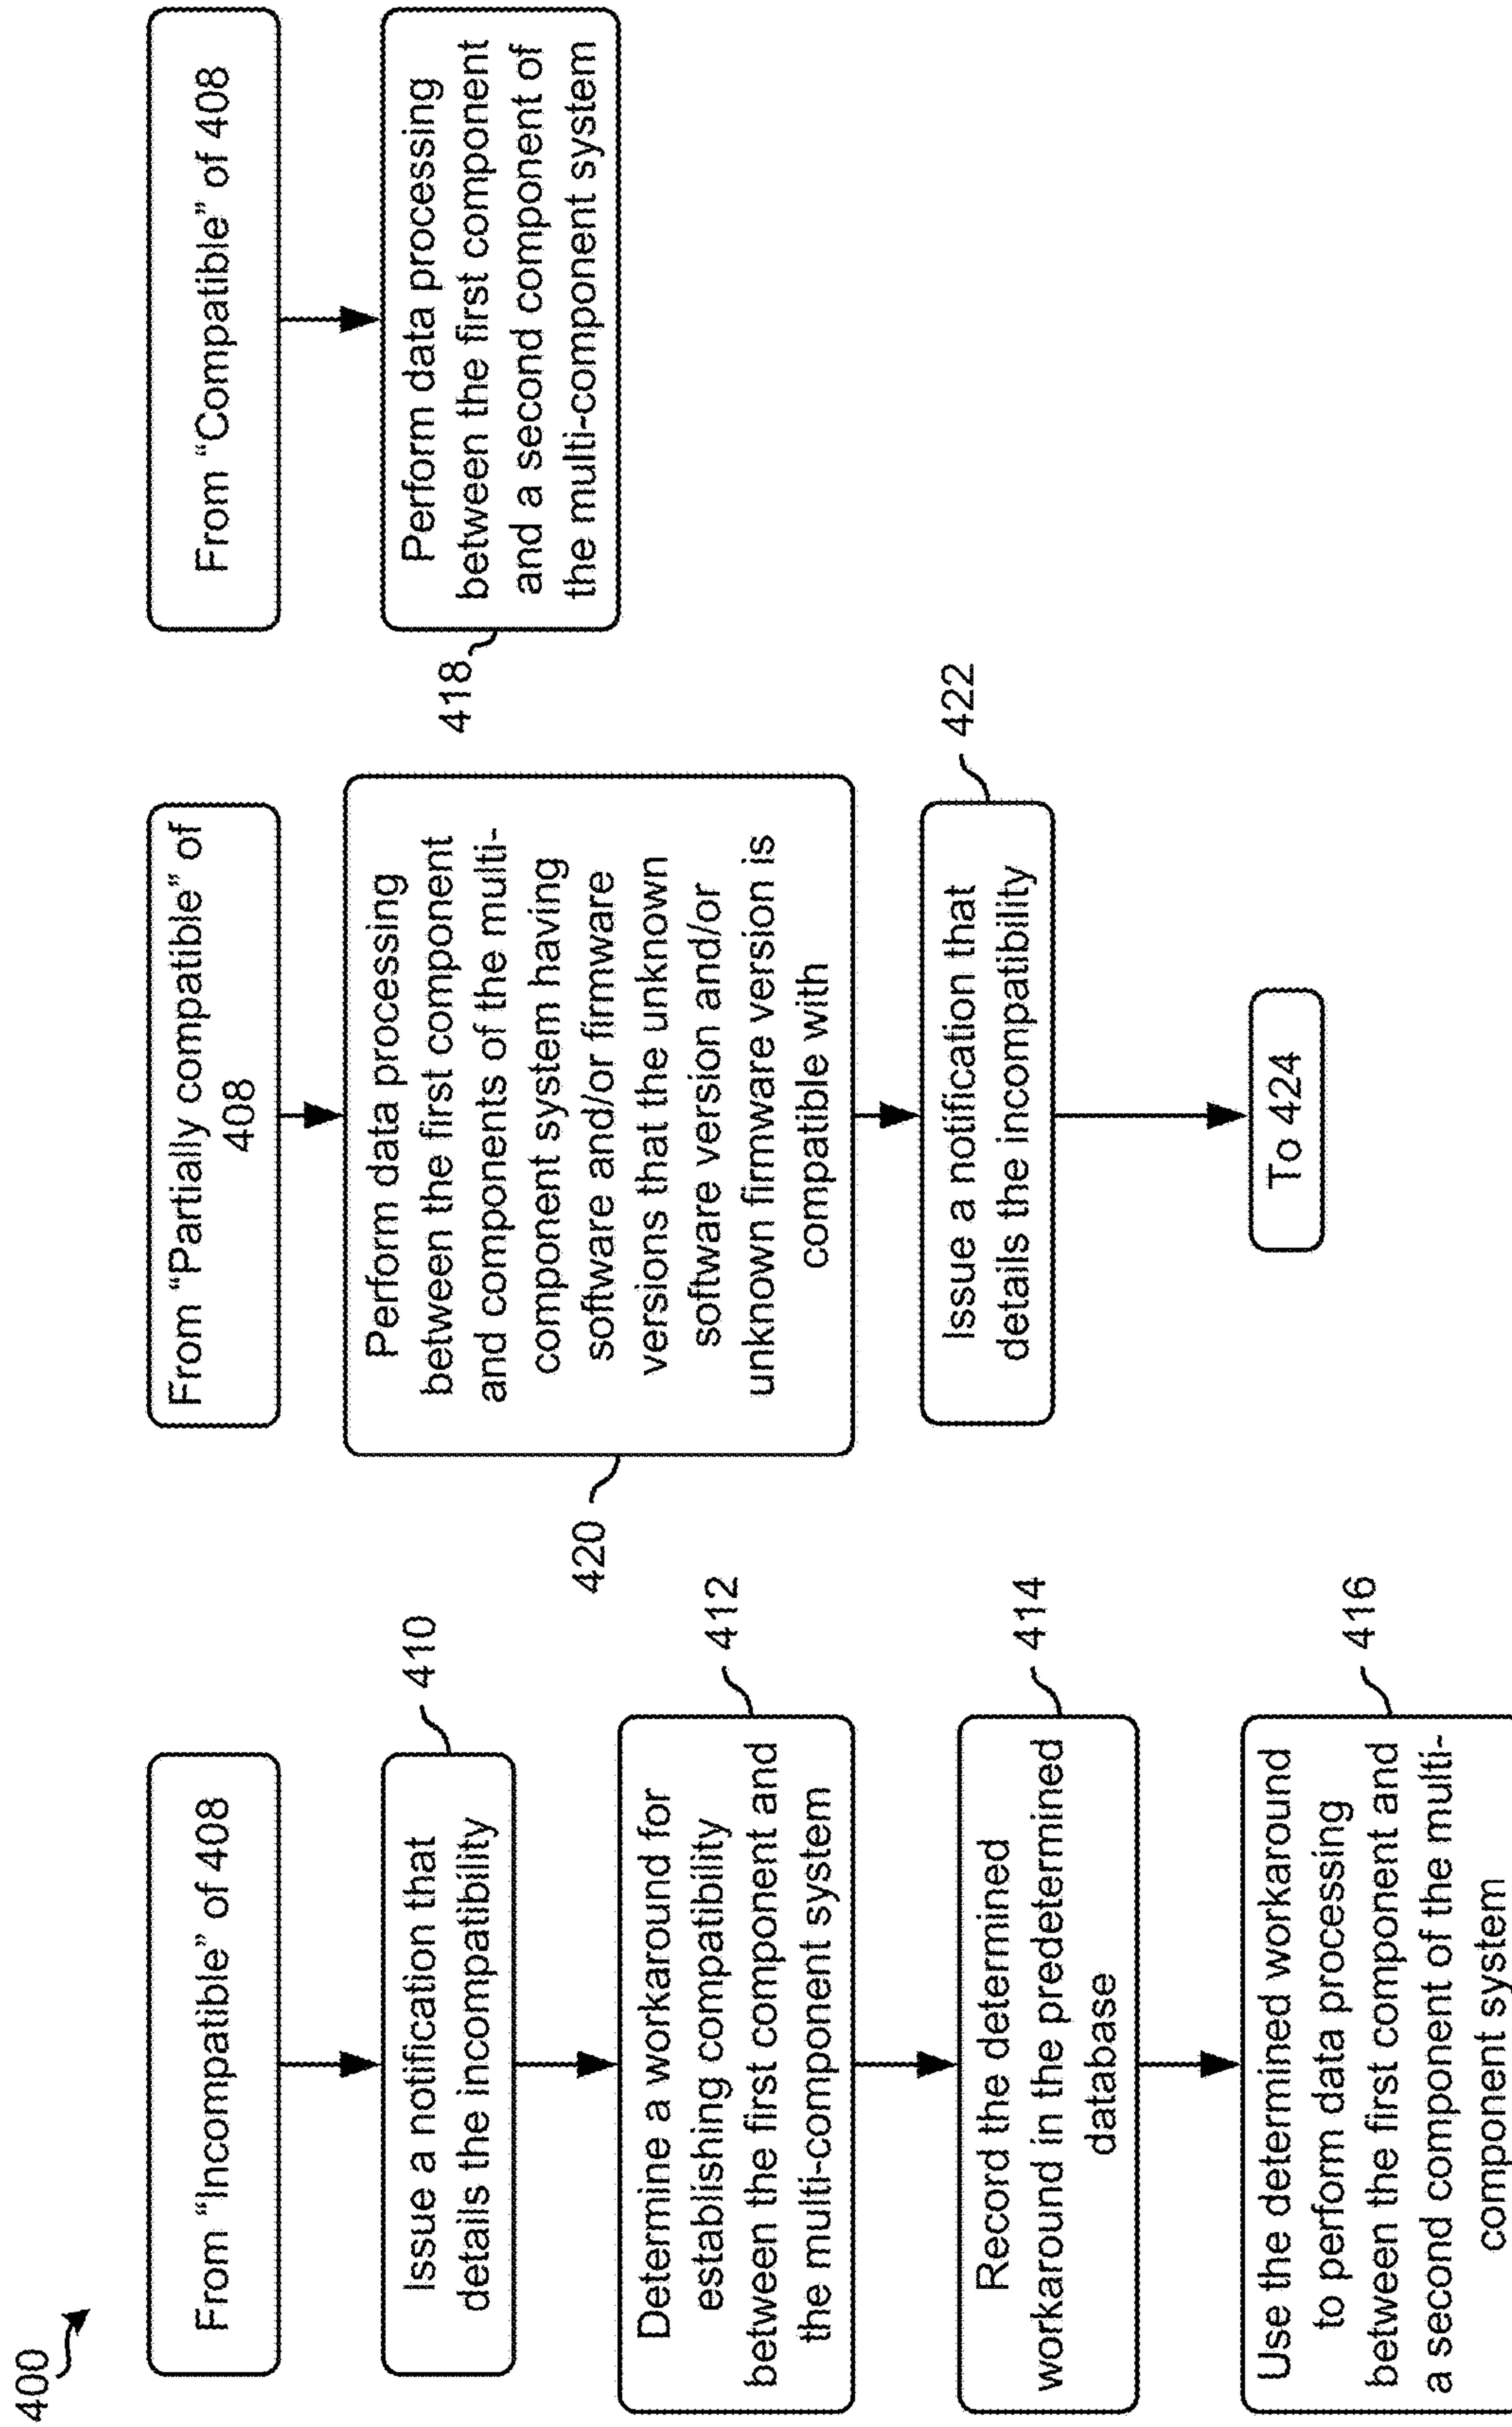 400
From “Incompatible” of 408
410
Issue a notification that
details the incompatibility
412
Determine a workaround for
establishing compatibility
between the first component and
the multi-component system
414
Record the determined
workaround in the predetermined
database
416
Use the determined workaround
to perform data processing
between the first component and
a second component of the multi-
component system
From “Partially compatible” of
408
420
Perform data processing
between the first component
and components of the multi-
component system having
software and/or firmware
versions that the unknown
software version and/or
unknown firmware version is
compatible with
422
Issue a notification that
details the incompatibility
To 424
From “Compatible” of 408
418
Perform data processing
between the first component
and a second component of
the multi-component system